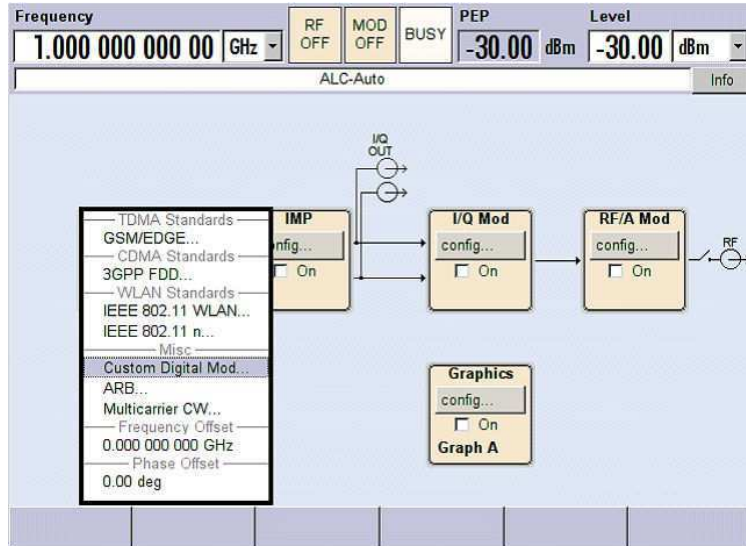 Frequency
1.000 000 000 00 GHz
RF OFF
MOD OFF
BUSY
PEP
-30.00 dBm
Level
-30.00 dBm
ALC-Auto
Info
I/Q OUT
TDMA Standards
GSM/EDGE...
CDMA Standards
3GPP FDD...
WLAN Standards
IEEE 802.11 WLAN...
IEEE 802.11 n...
Misc
Custom Digital Mod...
ARB...
Multicarrier CW...
Frequency Offset
0.000 000 000 GHz
Phase Offset
0.00 deg
IMP
nfig...
On
I/Q Mod
config...
On
RF/A Mod
config...
On
RF
Graphics
config...
On
Graph A